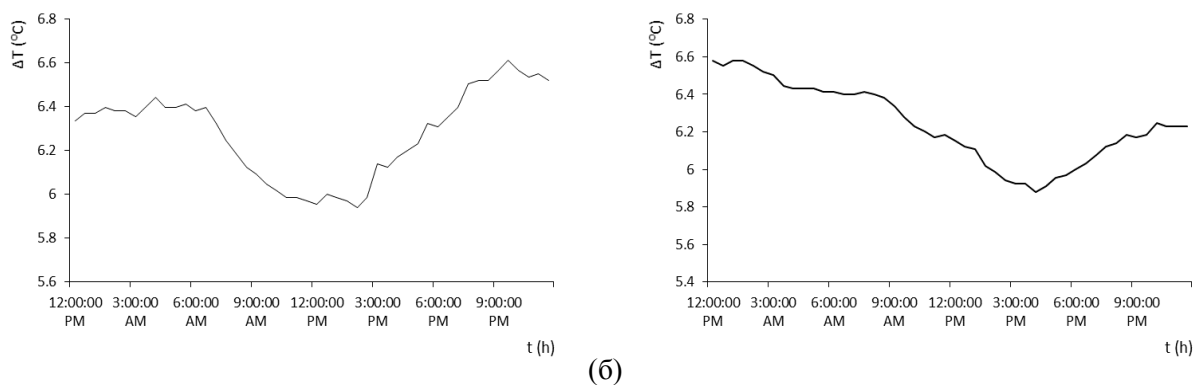 ΔT (°C)
6.8
6.6
6.4
6.2
6
5.8
5.6
12:00:00 PM
3:00:00 AM
6:00:00 AM
9:00:00 AM
12:00:00 PM
3:00:00 PM
6:00:00 PM
9:00:00 PM
t (h)
ΔT (°C)
6.8
6.6
6.4
6.2
6
5.8
5.6
5.4
12:00:00 PM
3:00:00 AM
6:00:00 AM
9:00:00 AM
12:00:00 PM
3:00:00 PM
6:00:00 PM
9:00:00 PM
t (h)
(б)